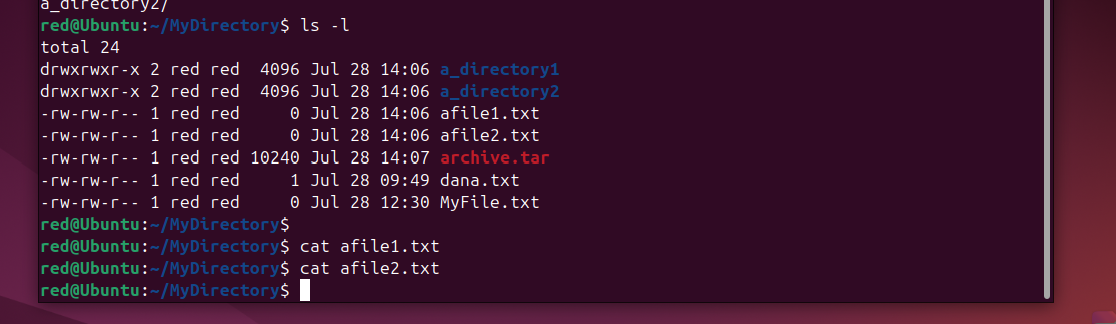 a_directory2/
red@Ubuntu:~/MyDirectory$ ls -l
total 24
drwxrwxr-x 2 red red  4096 Jul 28 14:06 a_directory1
drwxrwxr-x 2 red red  4096 Jul 28 14:06 a_directory2
-rw-rw-r-- 1 red red     0 Jul 28 14:06 afile1.txt
-rw-rw-r-- 1 red red     0 Jul 28 14:06 afile2.txt
-rw-rw-r-- 1 red red 10240 Jul 28 14:07 archive.tar
-rw-rw-r-- 1 red red     1 Jul 28 09:49 dana.txt
-rw-rw-r-- 1 red red     0 Jul 28 12:30 MyFile.txt
red@Ubuntu:~/MyDirectory$
red@Ubuntu:~/MyDirectory$ cat afile1.txt
red@Ubuntu:~/MyDirectory$ cat afile2.txt
red@Ubuntu:~/MyDirectory$